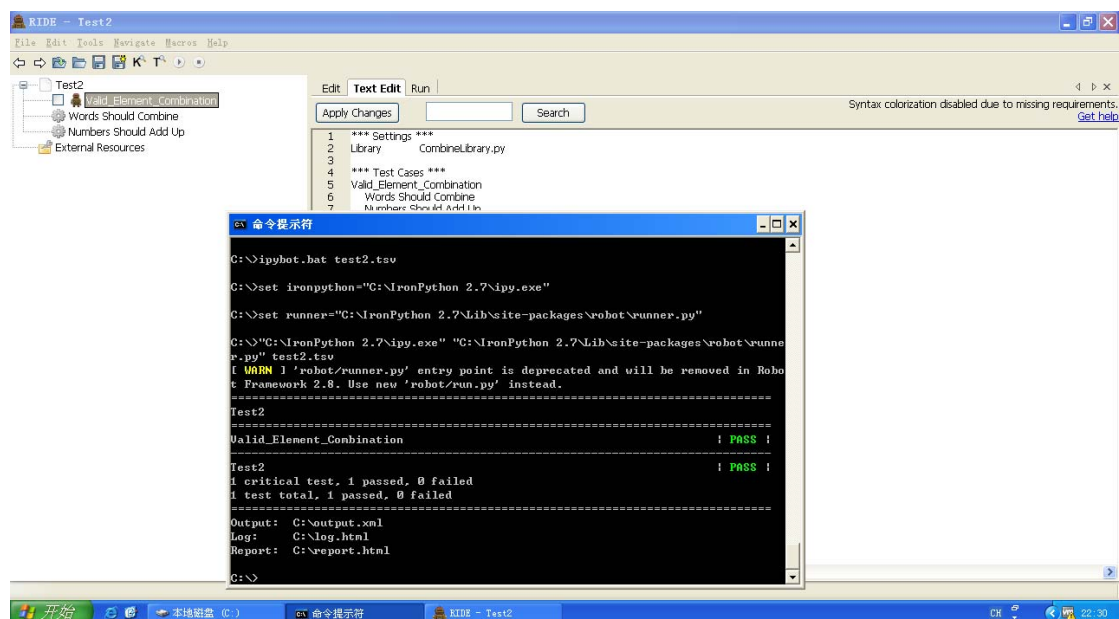 RIDE - Test2
File Edit Tools Navigate Macros Help
Test2
Valid_Element_Combination
Words Should Combine
Numbers Should Add Up
External Resources
Edit Text Edit Run
Apply Changes Search
Syntax colorization disabled due to missing requirements.
Get help
1 *** Settings ***
2 Library CombineLibrary.py
3
4 *** Test Cases ***
5 Valid_Element_Combination
6 Words Should Combine
7 Numbers Should Add Up
命令提示符
C:\>ipybot.bat test2.tsv
C:\>set ironpython="C:\IronPython 2.7\ipy.exe"
C:\>set runner="C:\IronPython 2.7\Lib\site-packages\robot\runner.py"
C:\>"C:\IronPython 2.7\ipy.exe" "C:\IronPython 2.7\Lib\site-packages\robot\runne
r.py" test2.tsv
[ WARN ] 'robot/runner.py' entry point is deprecated and will be removed in Robo
t Framework 2.8. Use new 'robot/run.py' instead.
==============================================================================
Test2
==============================================================================
Valid_Element_Combination | PASS |
------------------------------------------------------------------------------
Test2 | PASS |
1 critical test, 1 passed, 0 failed
1 test total, 1 passed, 0 failed
==============================================================================
Output: C:\output.xml
Log: C:\log.html
Report: C:\report.html
C:\>
开始 本地磁盘 (C:) 命令提示符 RIDE - Test2 CH 22:30